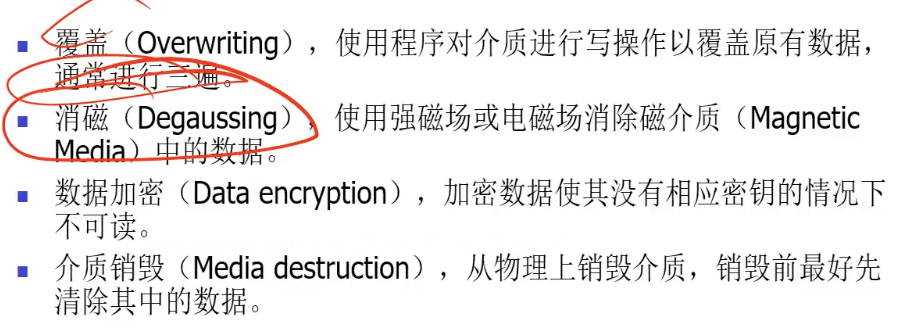 ■ 覆盖（Overwriting），使用程序对介质进行写操作以覆盖原有数据，
通常进行三遍。
■ 消磁（Degaussing），使用强磁场或电磁场消除磁介质（Magnetic
Media）中的数据。
■ 数据加密（Data encryption），加密数据使其没有相应密钥的情况下
不可读。
■ 介质销毁（Media destruction），从物理上销毁介质，销毁前最好先
清除其中的数据。